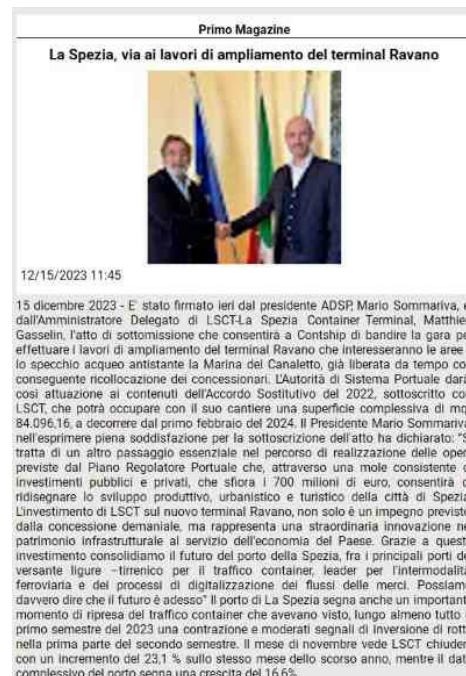 Primo Magazine
La Spezia, via ai lavori di ampliamento del terminal Ravano
12/15/2023 11:45
15 dicembre 2023 - E' stato firmato ieri dal presidente ADSP, Mario Sommariva, e
dall'Amministratore Delegato di LSCT-La Spezia Container Terminal, Matthieu
Gasselin, l'atto di sottomissione che consentirà a Contship di bandire la gara per
effettuare i lavori di ampliamento del terminal Ravano che interesseranno le aree e
lo specchio acqueo antistante la Marina del Canaletto, già liberata da tempo con
conseguente ricollocazione dei concessionari. L'Autorità di Sistema Portuale darà
così attuazione ai contenuti dell'Accordo Sostitutivo del 2022, sottoscritto con
LSCT, che potrà occupare con il suo cantiere una superficie complessiva di mq
84.096,16, a decorrere dal primo febbraio del 2024. Il Presidente Mario Sommariva
nell'esprimere piena soddisfazione per la sottoscrizione dell'atto ha dichiarato: "Si
tratta di un altro passaggio essenziale nel percorso di realizzazione delle opere
previste dal Piano Regolatore Portuale che, attraverso una mole consistente di
investimenti pubblici e privati, che sfiora i 700 milioni di euro, consentirà di
ridisegnare lo sviluppo produttivo, urbanistico e turistico della città di Spezia.
L'investimento di LSCT sul nuovo terminal Ravano, non solo è un impegno previsto
dalla concessione demaniale, ma rappresenta una straordinaria innovazione nel
patrimonio infrastrutturale al servizio dell'economia del Paese. Grazie a questo
investimento consolidiamo il futuro del porto della Spezia, fra i principali porti del
versante ligure –tirrenico per il traffico container, leader per l'intermodalità
ferroviaria e dei processi di digitalizzazione dei flussi delle merci. Possiamo
davvero dire che il futuro è adesso" Il porto di La Spezia segna anche un importante
momento di ripresa del traffico container che avevano visto, lungo almeno tutto il
primo semestre del 2023 una contrazione e moderati segnali di inversione di rotta
nella prima parte del secondo semestre. Il mese di novembre vede LSCT chiudere
con un incremento del 23,1 % sullo stesso mese dello scorso anno, mentre il dato
complessivo del porto segna una crescita del 16,6%.